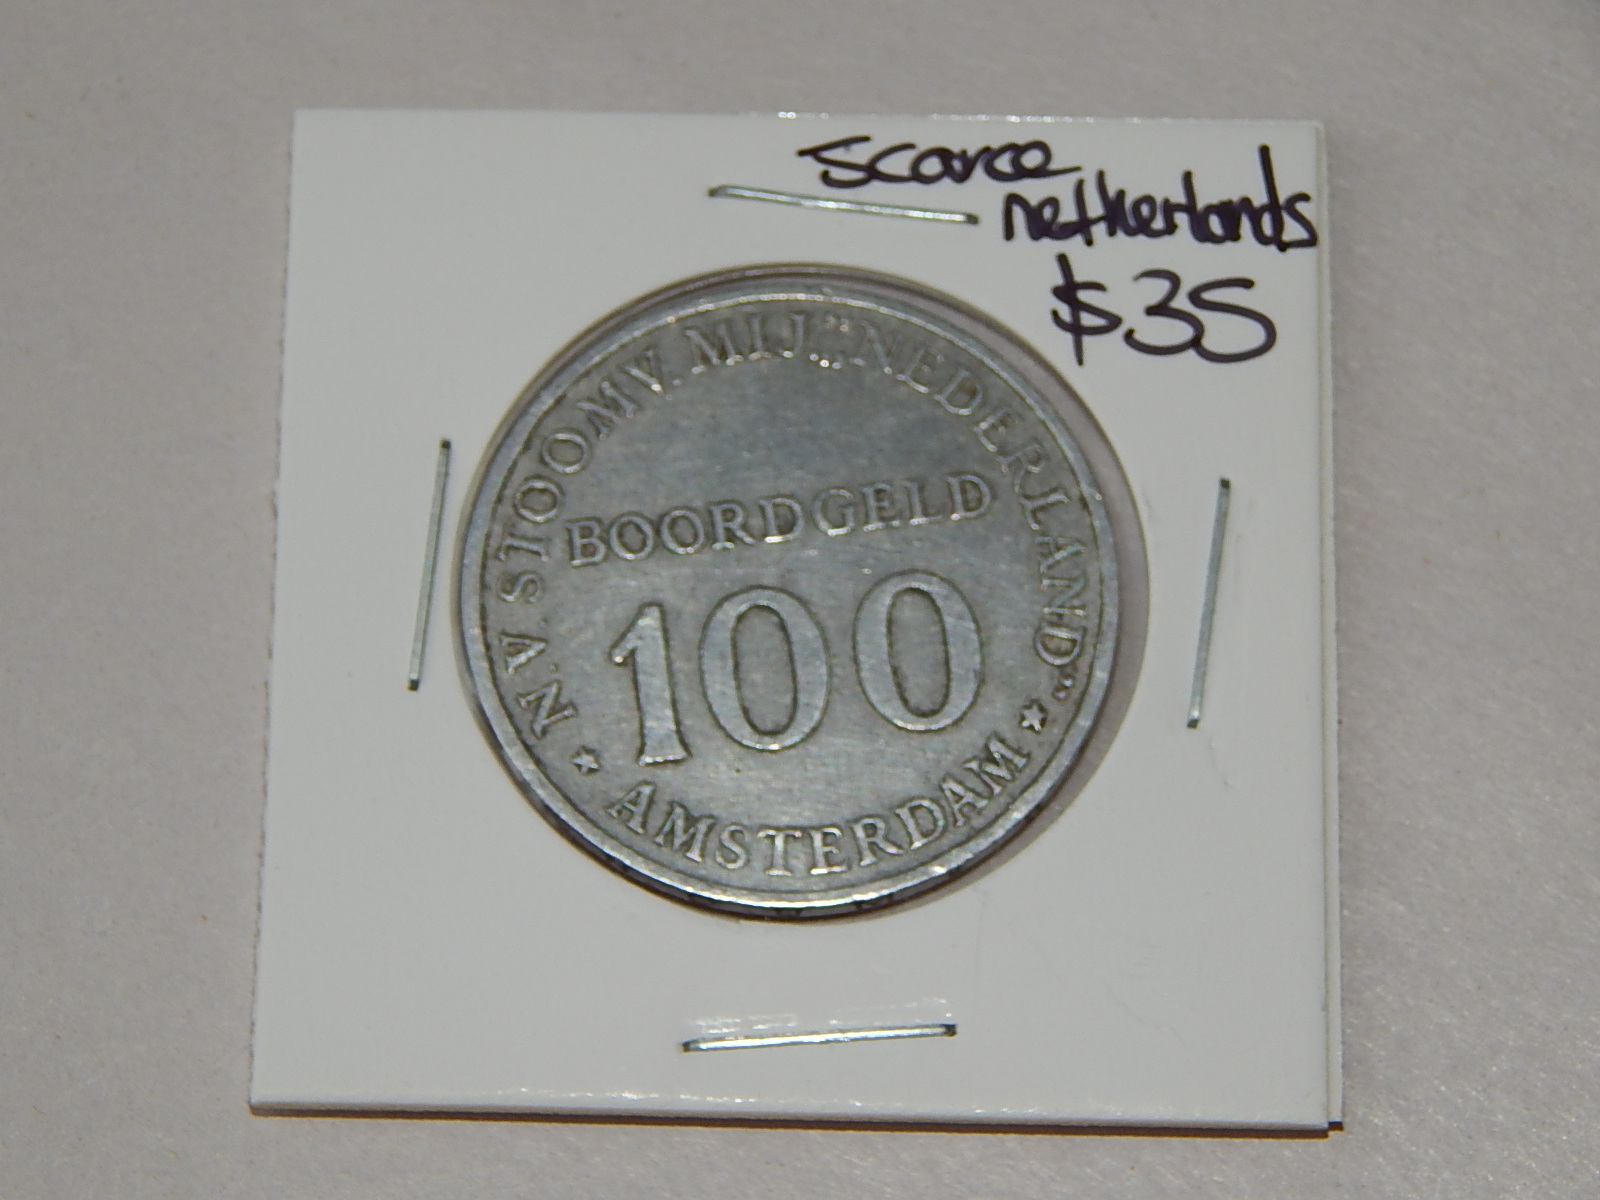 Scarce
Netherlands
$35
N.V. STOOMV. MIJ. „NEDERLAND“
BOORDGELD
100
* AMSTERDAM *